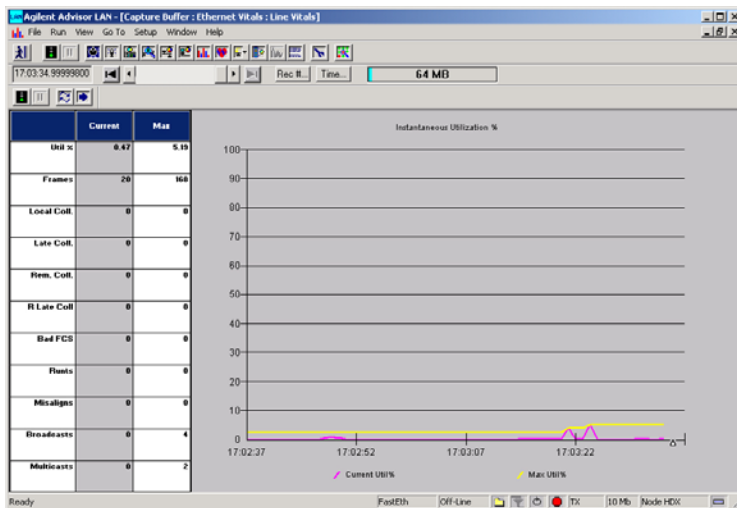 Agilent Advisor LAN - [Capture Buffer : Ethernet Vitals : Line Vitals]
File Run View Go To Setup Window Help
17:03:34.99999800
Rec #... Time... 64 MB
Current Max
Util % 0.47 5.19
Frames 20 160
Local Coll. 0 0
Late Coll. 0 0
Rem. Coll. 0 0
R Late Coll 0 0
Bad FCS 0 0
Runts 0 0
Misaligns 0 0
Broadcasts 0 4
Multicasts 0 2
Instantaneous Utilization %
100
90
80
70
60
50
40
30
20
10
0
17:02:37 17:02:52 17:03:07 17:03:22
Current Util% Max Util%
Ready FastEth Off-Line TX 10 Mb Node HDX